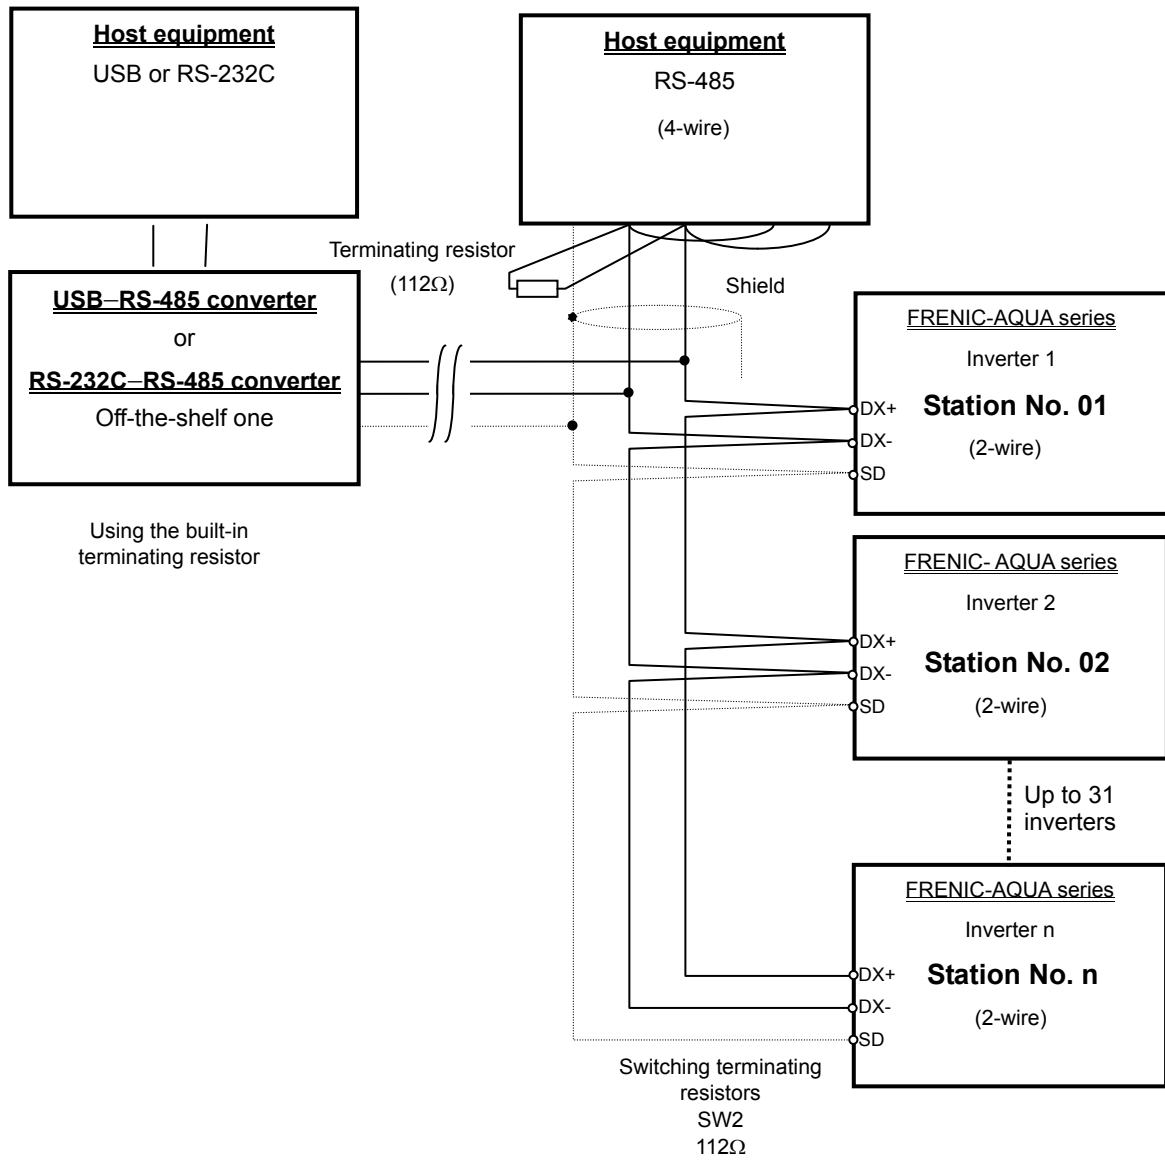 Host equipment
USB or RS-232C
Host equipment
RS-485
(4-wire)
Terminating resistor
(112Ω)
Shield
USB–RS-485 converter
or
RS-232C–RS-485 converter
Off-the-shelf one
Using the built-in
terminating resistor
FRENIC-AQUA series
Inverter 1
DX+
Station No. 01
DX-
(2-wire)
SD
FRENIC- AQUA series
Inverter 2
DX+
Station No. 02
DX-
(2-wire)
SD
Up to 31
inverters
FRENIC-AQUA series
Inverter n
DX+
Station No. n
DX-
(2-wire)
SD
Switching terminating
resistors
SW2
112Ω